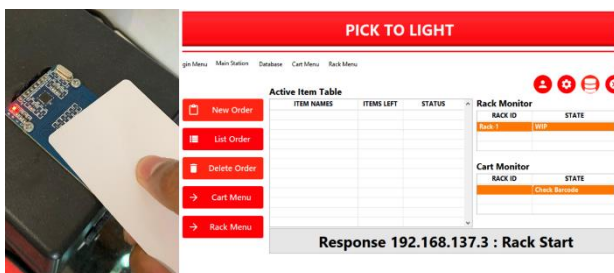 PICK TO LIGHT
gin Menu Main Station Database Cart Menu Rack Menu
Active Item Table
ITEM NAMES ITEMS LEFT STATUS
New Order
List Order
Delete Order
Cart Menu
Rack Menu
Rack Monitor
RACK ID STATE
Rack-1 WIP
Cart Monitor
RACK ID STATE
Check Barcode
Response 192.168.137.3 : Rack Start